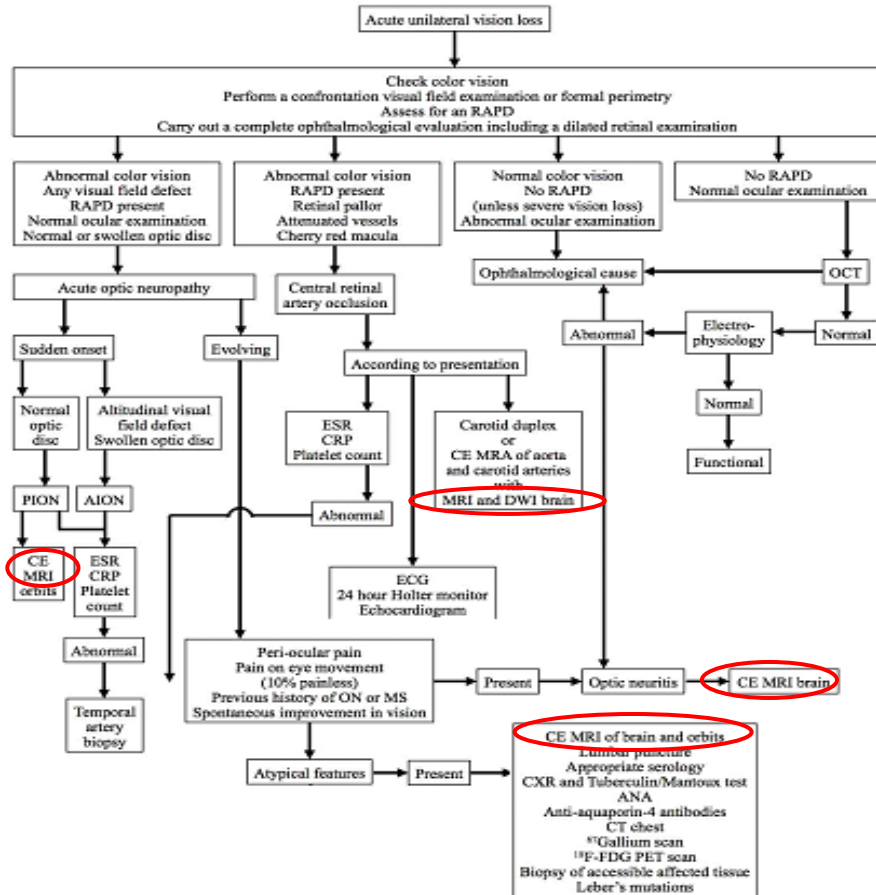 Acute unilateral vision loss
Check color vision
Perform a confrontation visual field examination or formal perimetry
Assess for an RAPD
Carry out a complete ophthalmological evaluation including a dilated retinal examination
Abnormal color vision
Any visual field defect
RAPD present
Normal ocular examination
Normal or swollen optic disc
Abnormal color vision
RAPD present
Retinal pallor
Attenuated vessels
Cherry red macula
Normal color vision
No RAPD
(unless severe vision loss)
Abnormal ocular examination
No RAPD
Normal ocular examination
Acute optic neuropathy
Central retinal
artery occlusion
Ophthalmological cause
OCT
Sudden onset
Evolving
According to presentation
Abnormal
Electro-
physiology
Normal
Normal
optic
disc
Altitudinal visual
field defect
Swollen optic disc
ESR
CRP
Platelet count
Carotid duplex
or
CE MRA of aorta
and carotid arteries
with
MRI and DWI brain
Normal
Functional
PION
AION
Abnormal
CE
MRI
orbits
ESR
CRP
Platelet
count
ECG
24 hour Holter monitor
Echocardiogram
Abnormal
Temporal
artery
biopsy
Peri-ocular pain
Pain on eye movement
(10% painless)
Previous history of ON or MS
Spontaneous improvement in vision
Present
Optic neuritis
CE MRI brain
Atypical features
Present
CE MRI of brain and orbits
Lumbar puncture
Appropriate serology
CXR and Tuberculin/Mantoux test
ANA
Anti-aquaporin-4 antibodies
CT chest
⁶⁷Gallium scan
¹⁸F-FDG PET scan
Biopsy of accessible affected tissue
Leber's mutations